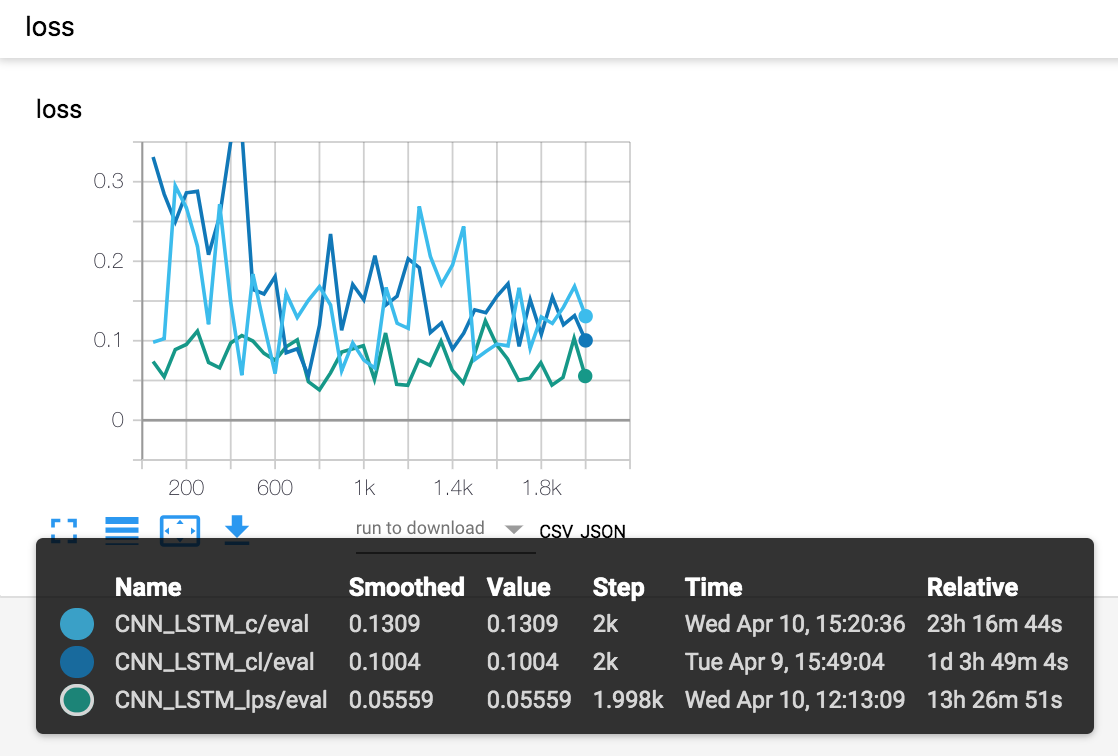 loss
loss
0.3
0.2
0.1
0
200 600 1k 1.4k 1.8k
run to download CSV JSON
Name Smoothed Value Step Time Relative
CNN_LSTM_c/eval 0.1309 0.1309 2k Wed Apr 10, 15:20:36 23h 16m 44s
CNN_LSTM_cl/eval 0.1004 0.1004 2k Tue Apr 9, 15:49:04 1d 3h 49m 4s
CNN_LSTM_lps/eval 0.05559 0.05559 1.998k Wed Apr 10, 12:13:09 13h 26m 51s